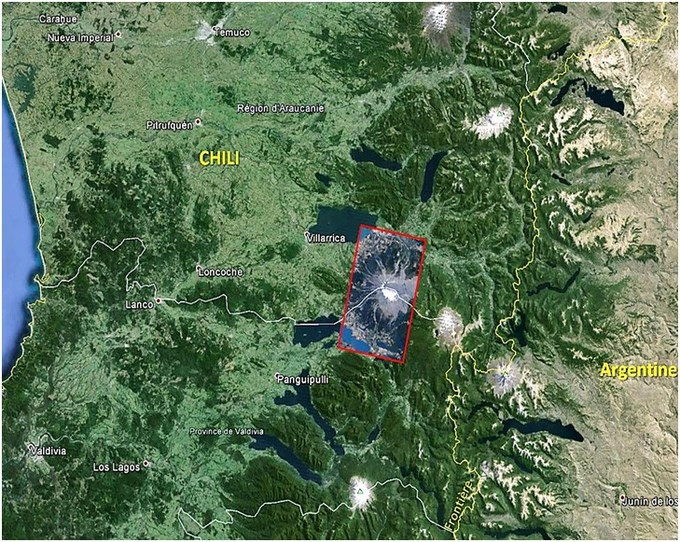 Carahue
Temuco
Nueva Imperial
Région d'Araucanie
Pitrufquén
CHILI
Villarrica
Loncoche
Lanco
Argentine
Panguipulli
Province de Valdivia
Valdivia
Los Lagos
Frontière
Junín de los